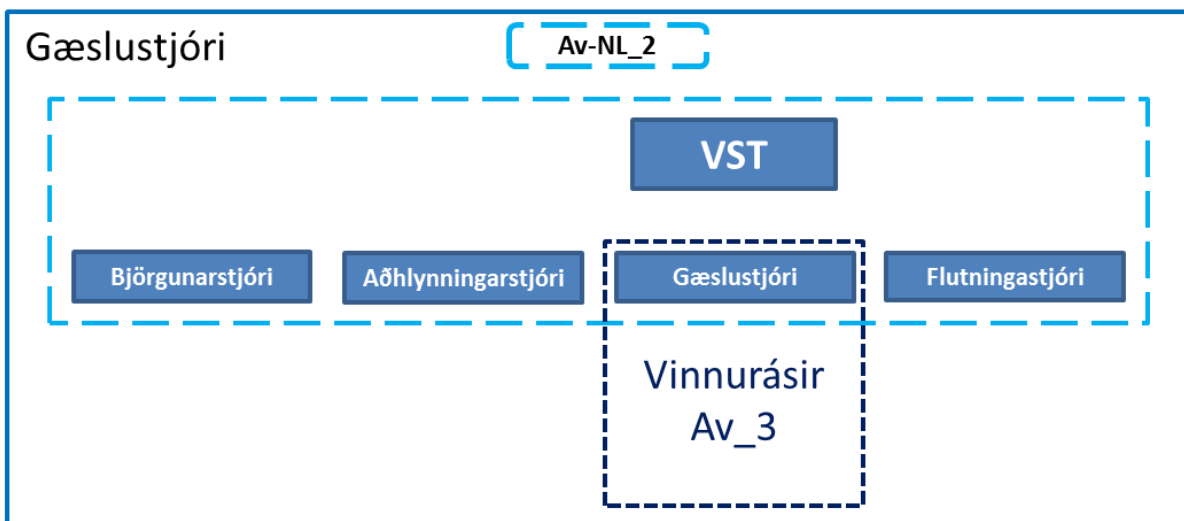 Gæslustjóri
Av-NL_2
VST
Björgunarstjóri
Aðhlynningarstjóri
Gæslustjóri
Flutningastjóri
Vinnurásir
Av_3